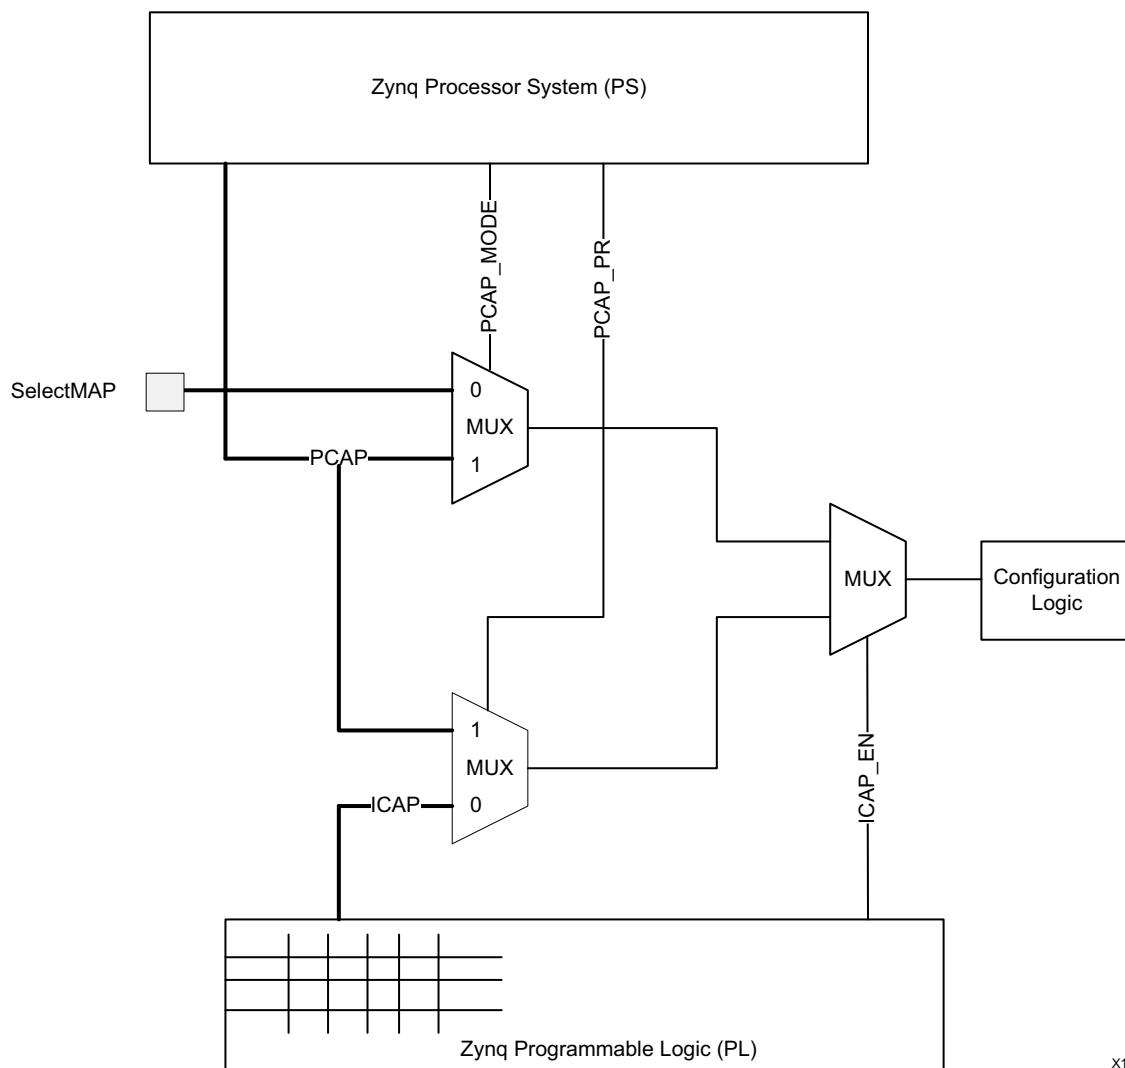 Zynq Processor System (PS)
PCAP_MODE
PCAP_PR
SelectMAP
0
MUX
1
PCAP
MUX
Configuration
Logic
1
MUX
0
ICAP
ICAP_EN
Zynq Programmable Logic (PL)
X1